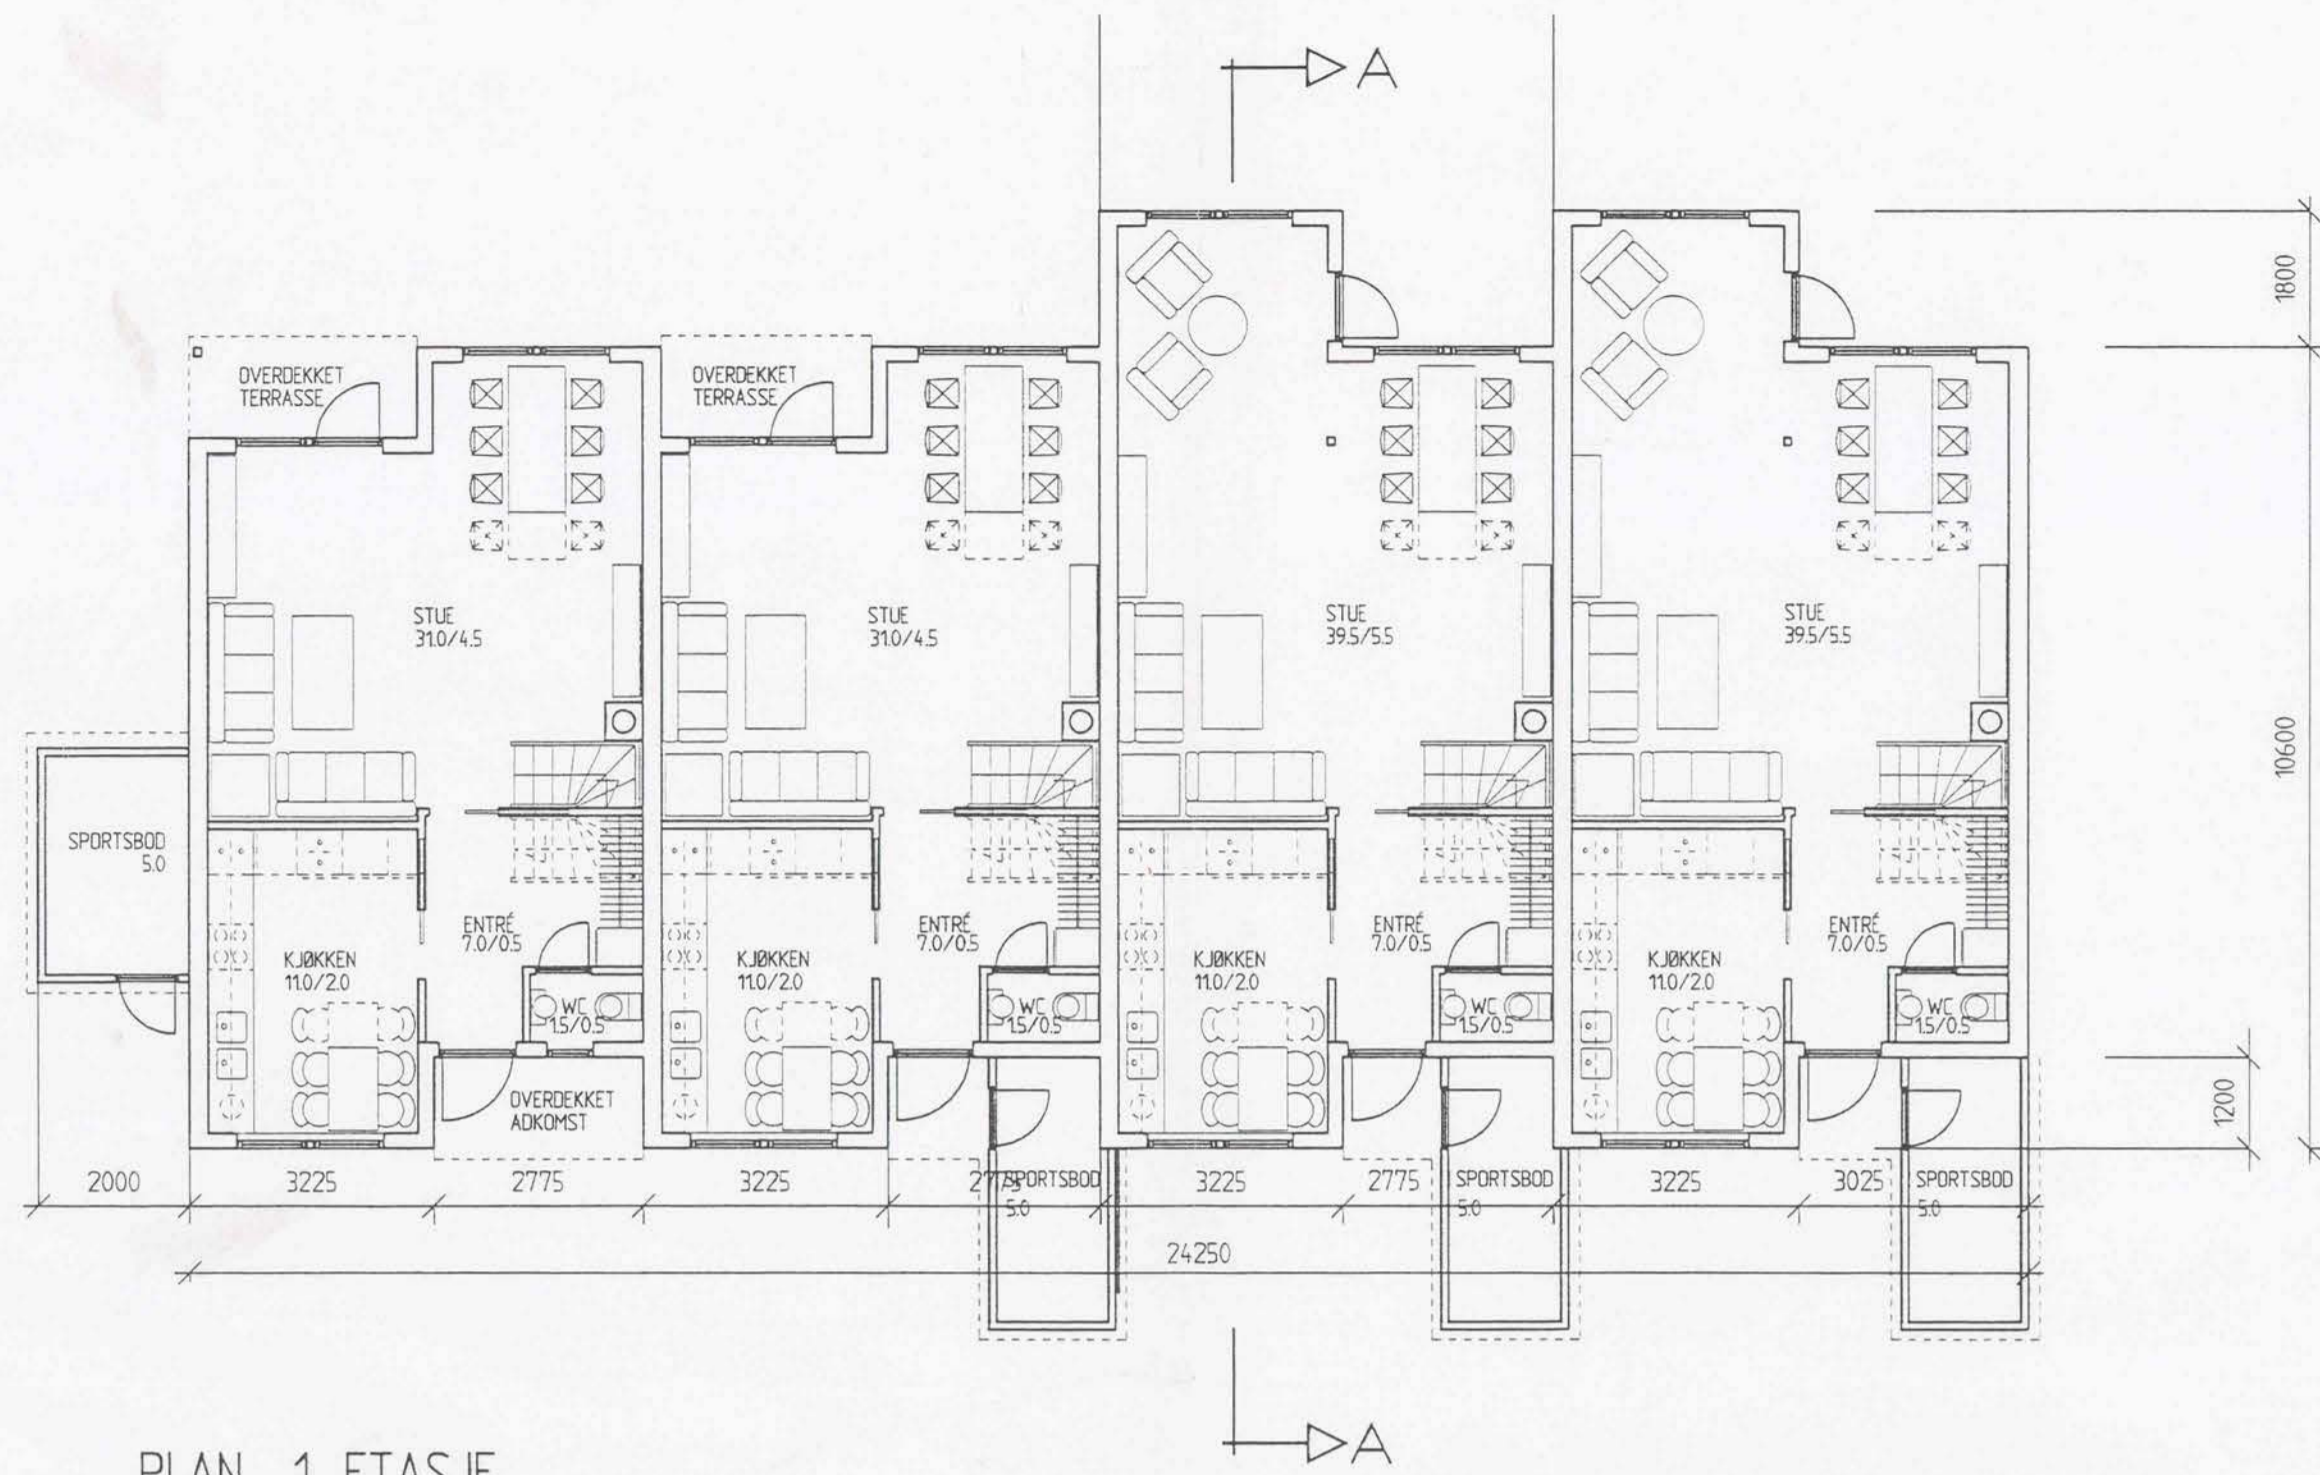 A
1800
OVERDEKKET
TERRASSE
OVERDEKKET
TERRASSE
STUE
31.0/4.5
STUE
31.0/4.5
STUE
39.5/5.5
STUE
39.5/5.5
10600
SPORTSBOD
5.0
ENTRÉ
7.0/0.5
ENTRÉ
7.0/0.5
ENTRÉ
7.0/0.5
ENTRÉ
7.0/0.5
KJØKKEN
11.0/2.0
KJØKKEN
11.0/2.0
KJØKKEN
11.0/2.0
KJØKKEN
11.0/2.0
WC
1.5/0.5
WC
1.5/0.5
WC
1.5/0.5
WC
1.5/0.5
OVERDEKKET
ADKOMST
1200
2000
3225
2775
3225
2775
SPORTSBOD
5.0
3225
2775
SPORTSBOD
5.0
3225
3025
SPORTSBOD
5.0
24250
A
PLAN 1 ETASJE